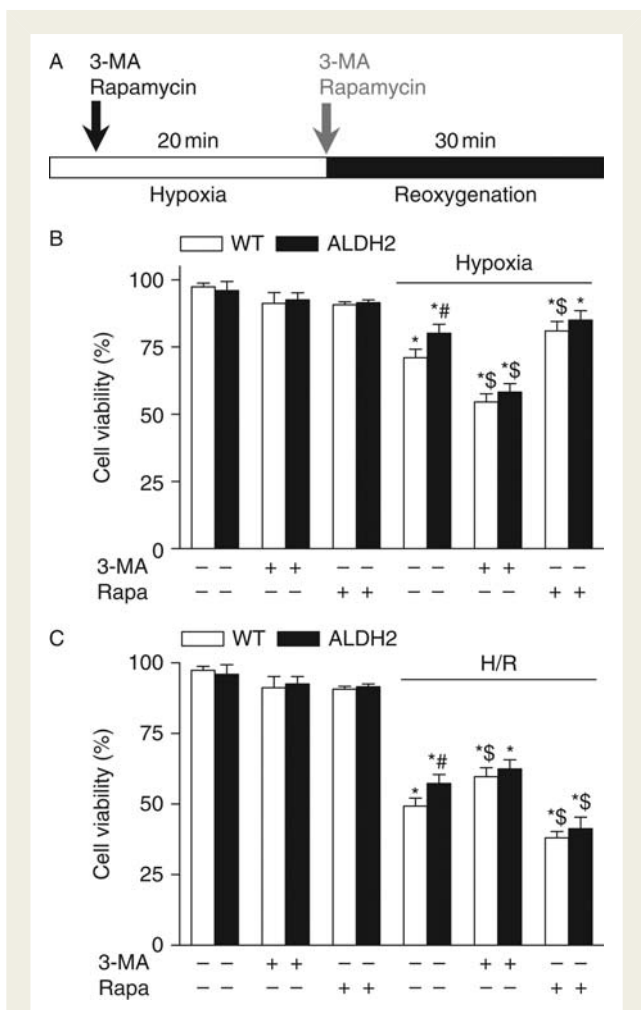 A 3-MA 3-MA
Rapamycin Rapamycin
20 min 30 min
Hypoxia Reoxygenation
B WT ALDH2
Hypoxia
100
75
50
25
0
Cell viability (%)
* *# *$ *$ *$ *
3-MA – – + + – – – – + + – –
Rapa – – – – + + – – – – + +
C WT ALDH2
H/R
100
75
50
25
0
Cell viability (%)
* *# *$ * *$ *$
3-MA – – + + – – – – + + – –
Rapa – – – – + + – – – – + +